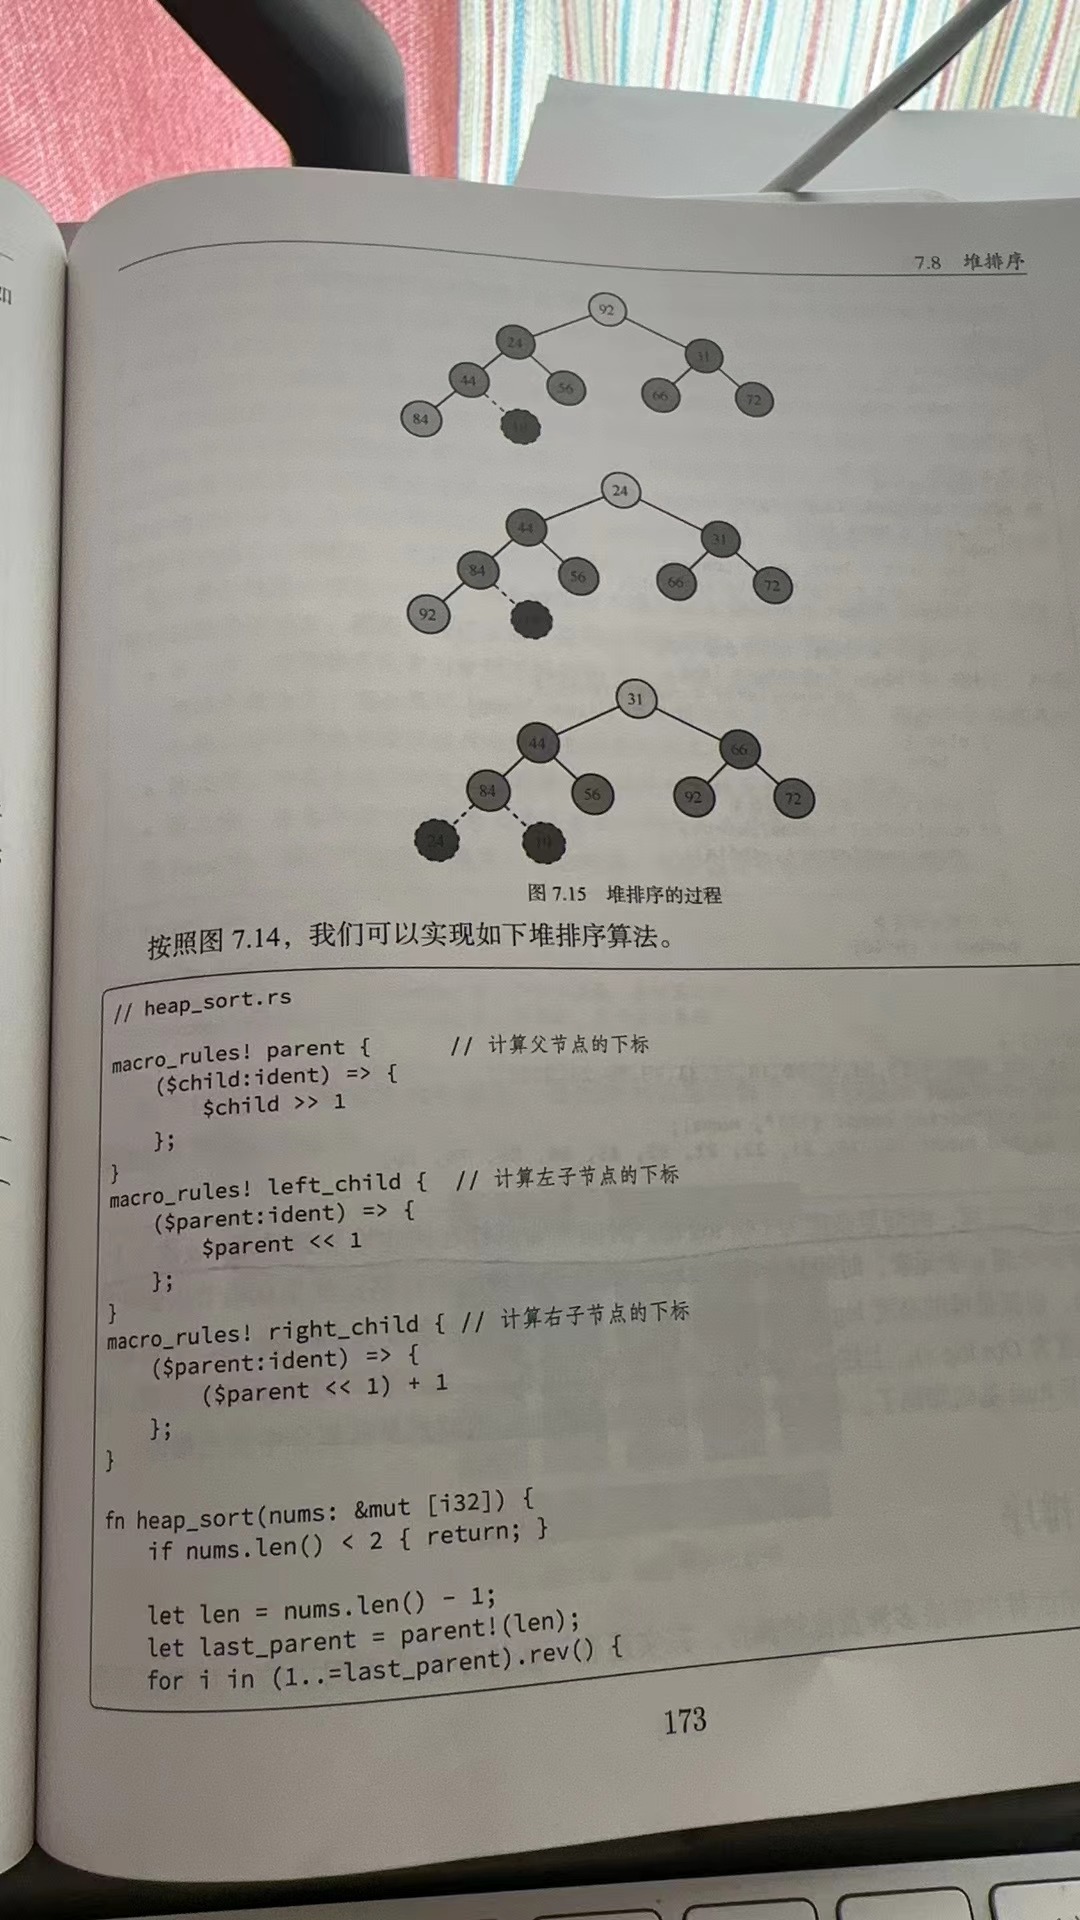 7.8 堆排序
92
24
31
44
56
66
72
84
24
44
31
84
56
66
72
92
31
44
66
84
56
92
72
24
19
图 7.15 堆排序的过程
按照图 7.14，我们可以实现如下堆排序算法。
// heap_sort.rs
macro_rules! parent { // 计算父节点的下标
($child:ident) => {
$child >> 1
};
}
macro_rules! left_child { // 计算左子节点的下标
($parent:ident) => {
$parent << 1
};
}
macro_rules! right_child { // 计算右子节点的下标
($parent:ident) => {
($parent << 1) + 1
};
}
fn heap_sort(nums: &mut [i32]) {
if nums.len() < 2 { return; }
let len = nums.len() - 1;
let last_parent = parent!(len);
for i in (1..=last_parent).rev() {
173